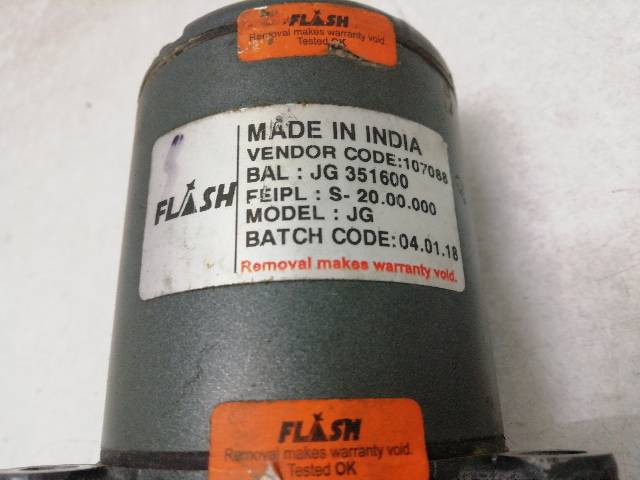 FLASH
Removal makes warranty void.
Tested OK
FLASH
MADE IN INDIA
VENDOR CODE:107088
BAL : JG 351600
FEIPL : S- 20.00.000
MODEL : JG
BATCH CODE:04.01.18
Removal makes warranty void.
FLASH
Removal makes warranty void.
Tested OK